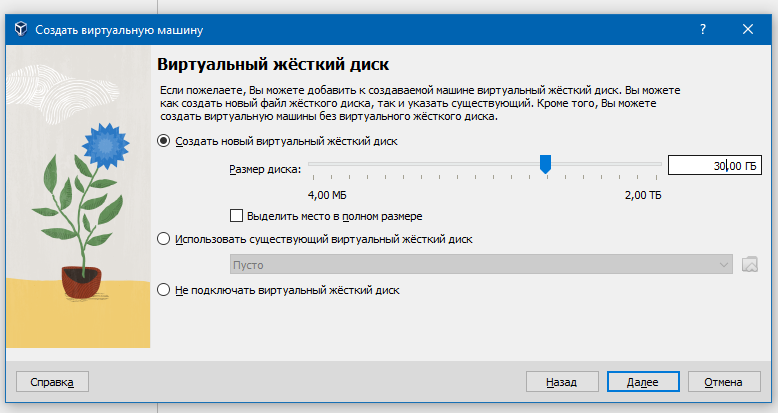 Создать виртуальную машину
?
Виртуальный жёсткий диск
Если пожелаете, Вы можете добавить к создаваемой машине виртуальный жёсткий диск. Вы можете
как создать новый файл жёсткого диска, так и указать существующий. Кроме того, Вы можете
создать виртуальную машины без виртуального жёсткого диска.
Создать новый виртуальный жёсткий диск
Размер диска: 30,00 ГБ
4,00 МБ 2,00 ТБ
Выделить место в полном размере
Использовать существующий виртуальный жёсткий диск
Пусто
Не подключать виртуальный жёсткий диск
Справка Назад Далее Отмена